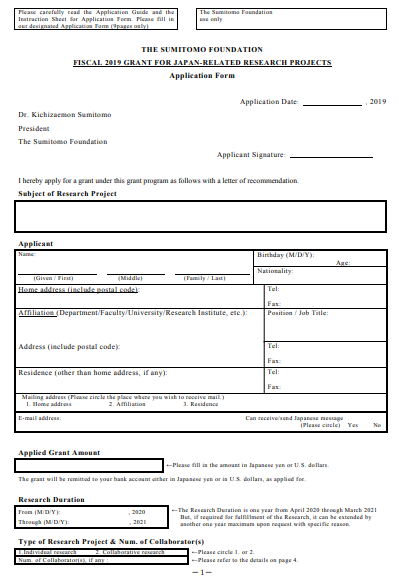 Please carefully read the Application Guide and the
Instruction Sheet for Application Form. Please fill in
our designated Application Form (9pages only)
The Sumitomo Foundation
use only
THE SUMITOMO FOUNDATION
FISCAL 2019 GRANT FOR JAPAN-RELATED RESEARCH PROJECTS
Application Form
Application Date: ____________ , 2019
Dr. Kichizaemon Sumitomo
President
The Sumitomo Foundation
Applicant Signature: ________________
I hereby apply for a grant under this grant program as follows with a letter of recommendation.
Subject of Research Project
Applicant
Name:
(Given / First) (Middle) (Family / Last)
Birthday (M/D/Y):
Age:
Nationality:
Home address (include postal code):
Tel:
Fax:
Affiliation (Department/Faculty/University/Research Institute, etc.):
Position / Job Title:
Address (include postal code):
Tel:
Fax:
Residence (other than home address, if any):
Tel:
Fax:
Mailing address (Please circle the place where you wish to receive mail.)
1. Home address 2. Affiliation 3. Residence
E-mail address: Can receive/send Japanese message
(Please circle) Yes No
Applied Grant Amount
←Please fill in the amount in Japanese yen or U.S. dollars.
The grant will be remitted to your bank account either in Japanese yen or in U.S. dollars, as applied for.
Research Duration
From (M/D/Y): , 2020
Through (M/D/Y): , 2021
←The Research Duration is one year from April 2020 through March 2021
But, if required for fulfillment of the Research, it can be extended by
another one year maximum upon request with specific reason.
Type of Research Project & Num. of Collaborator(s)
1.Individual research 2. Collaborative research
←Please circle 1. or 2.
Num. of Collaborator(s), if any :
←Please refer to the details on page 4.
－1－